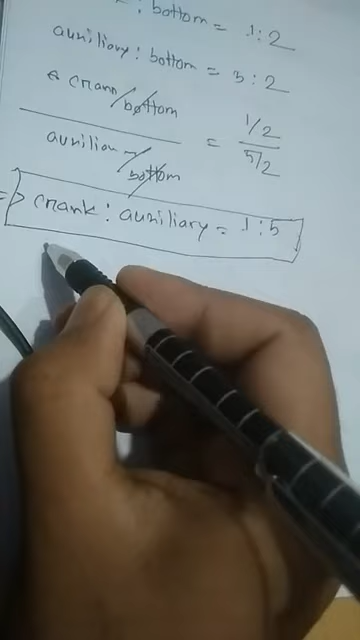 : bottom = 1:2
auxiliary : bottom = 5:2
crank/bottom
auxiliary/bottom
= 1/2
5/2
=> crank : auxiliary = 1:5